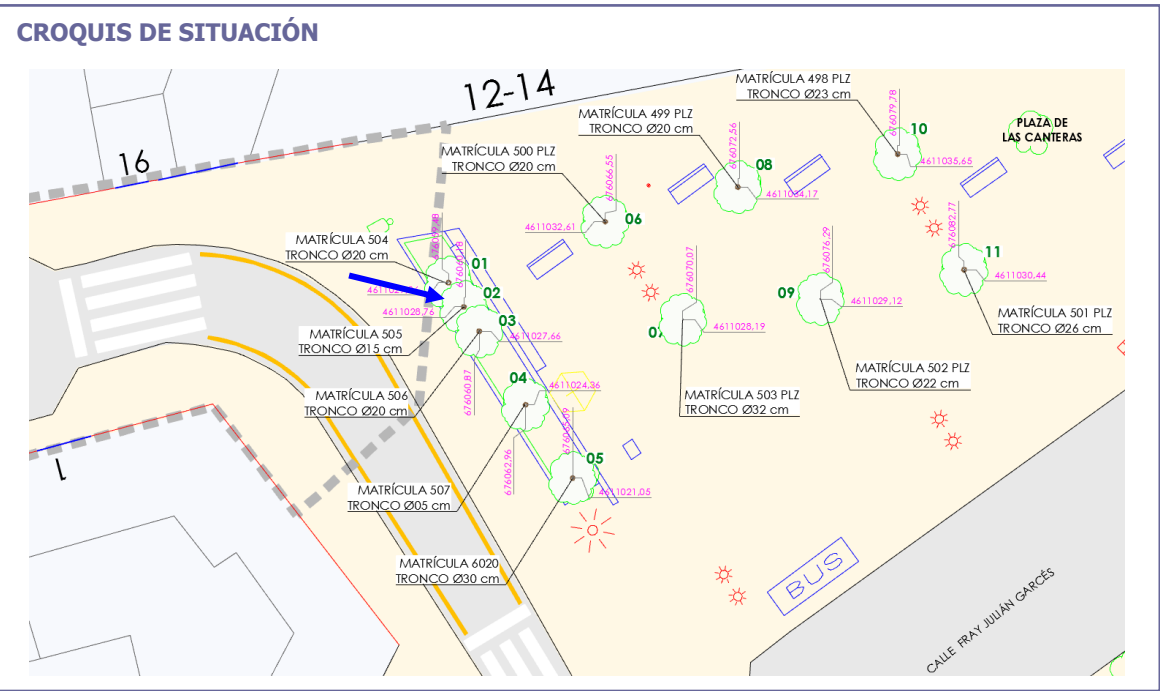 CROQUIS DE SITUACIÓN
12-14
16
MATRÍCULA 498 PLZ
TRONCO Ø23 cm
676079,78
10
4611035,65
PLAZA DE
LAS CANTERAS
MATRÍCULA 499 PLZ
TRONCO Ø20 cm
676072,56
08
4611034,17
MATRÍCULA 500 PLZ
TRONCO Ø20 cm
676066,55
06
4611032,61
676082,77
11
4611030,44
MATRÍCULA 501 PLZ
TRONCO Ø26 cm
676076,29
09
4611029,12
MATRÍCULA 502 PLZ
TRONCO Ø22 cm
676070,07
4611028,19
MATRÍCULA 503 PLZ
TRONCO Ø32 cm
MATRÍCULA 504
TRONCO Ø20 cm
01
02
4611028,76
MATRÍCULA 505
TRONCO Ø15 cm
03
4611027,66
676060,87
MATRÍCULA 506
TRONCO Ø20 cm
04
4611024,36
676062,96
MATRÍCULA 507
TRONCO Ø05 cm
05
4611021,05
MATRÍCULA 6020
TRONCO Ø30 cm
1
BUS
CALLE FRAY JULIÁN GARCÉS